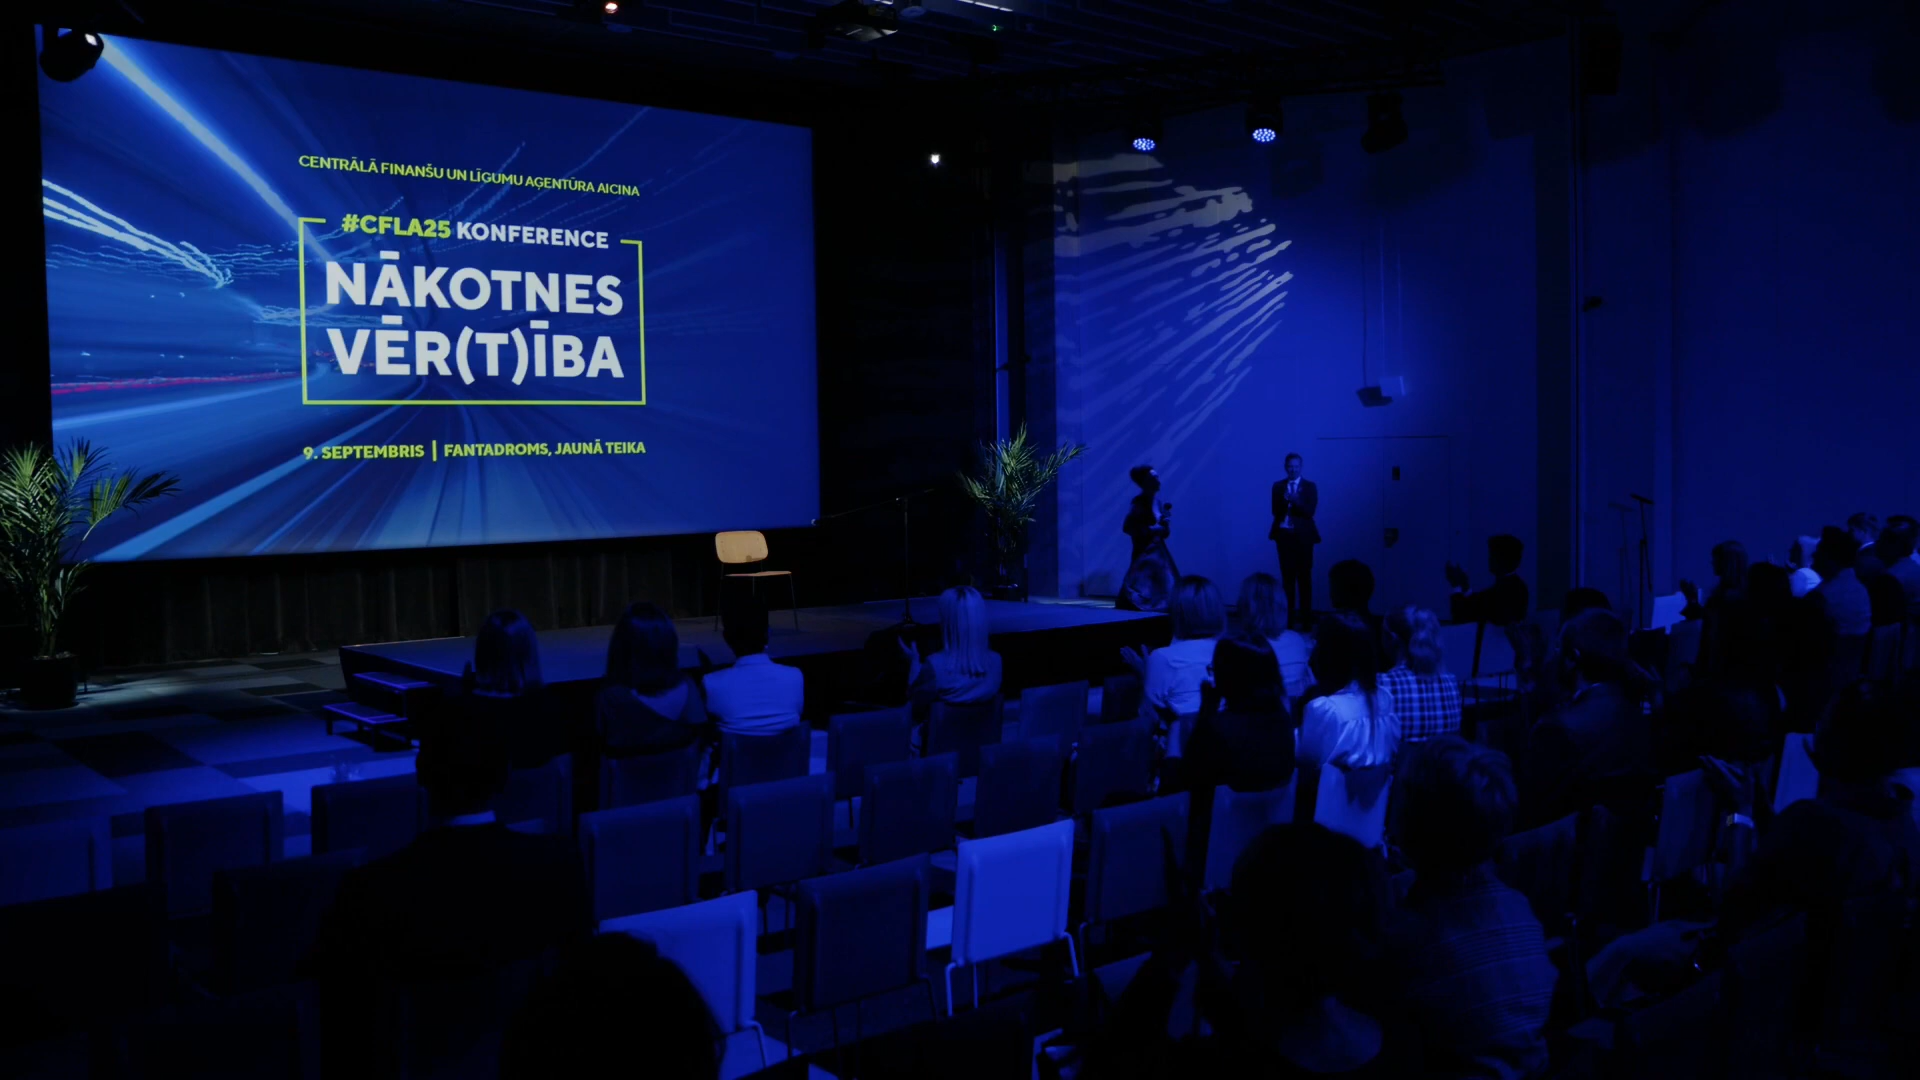 CENTRĀLĀ FINANŠU UN LĪGUMU AĢENTŪRA AICINA
#CFLA25 KONFERENCE
NĀKOTNES
VĒR(T)ĪBA
9. SEPTEMBRIS | FANTADROMS, JAUNĀ TEIKA